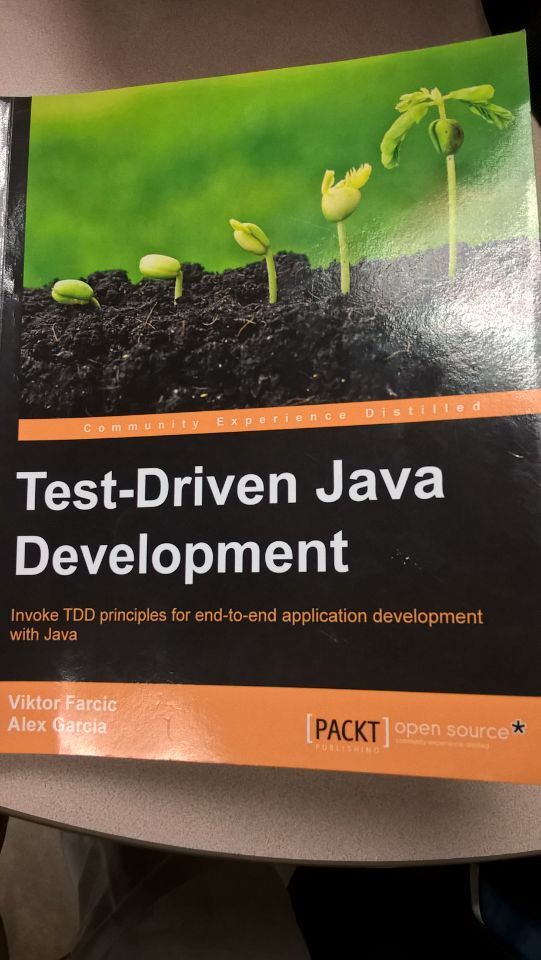 Community Experience Distilled
Test-Driven Java
Development
Invoke TDD principles for end-to-end application development
with Java
Viktor Farcic
Alex Garcia
[PACKT] open source*
PUBLISHING community experience distilled